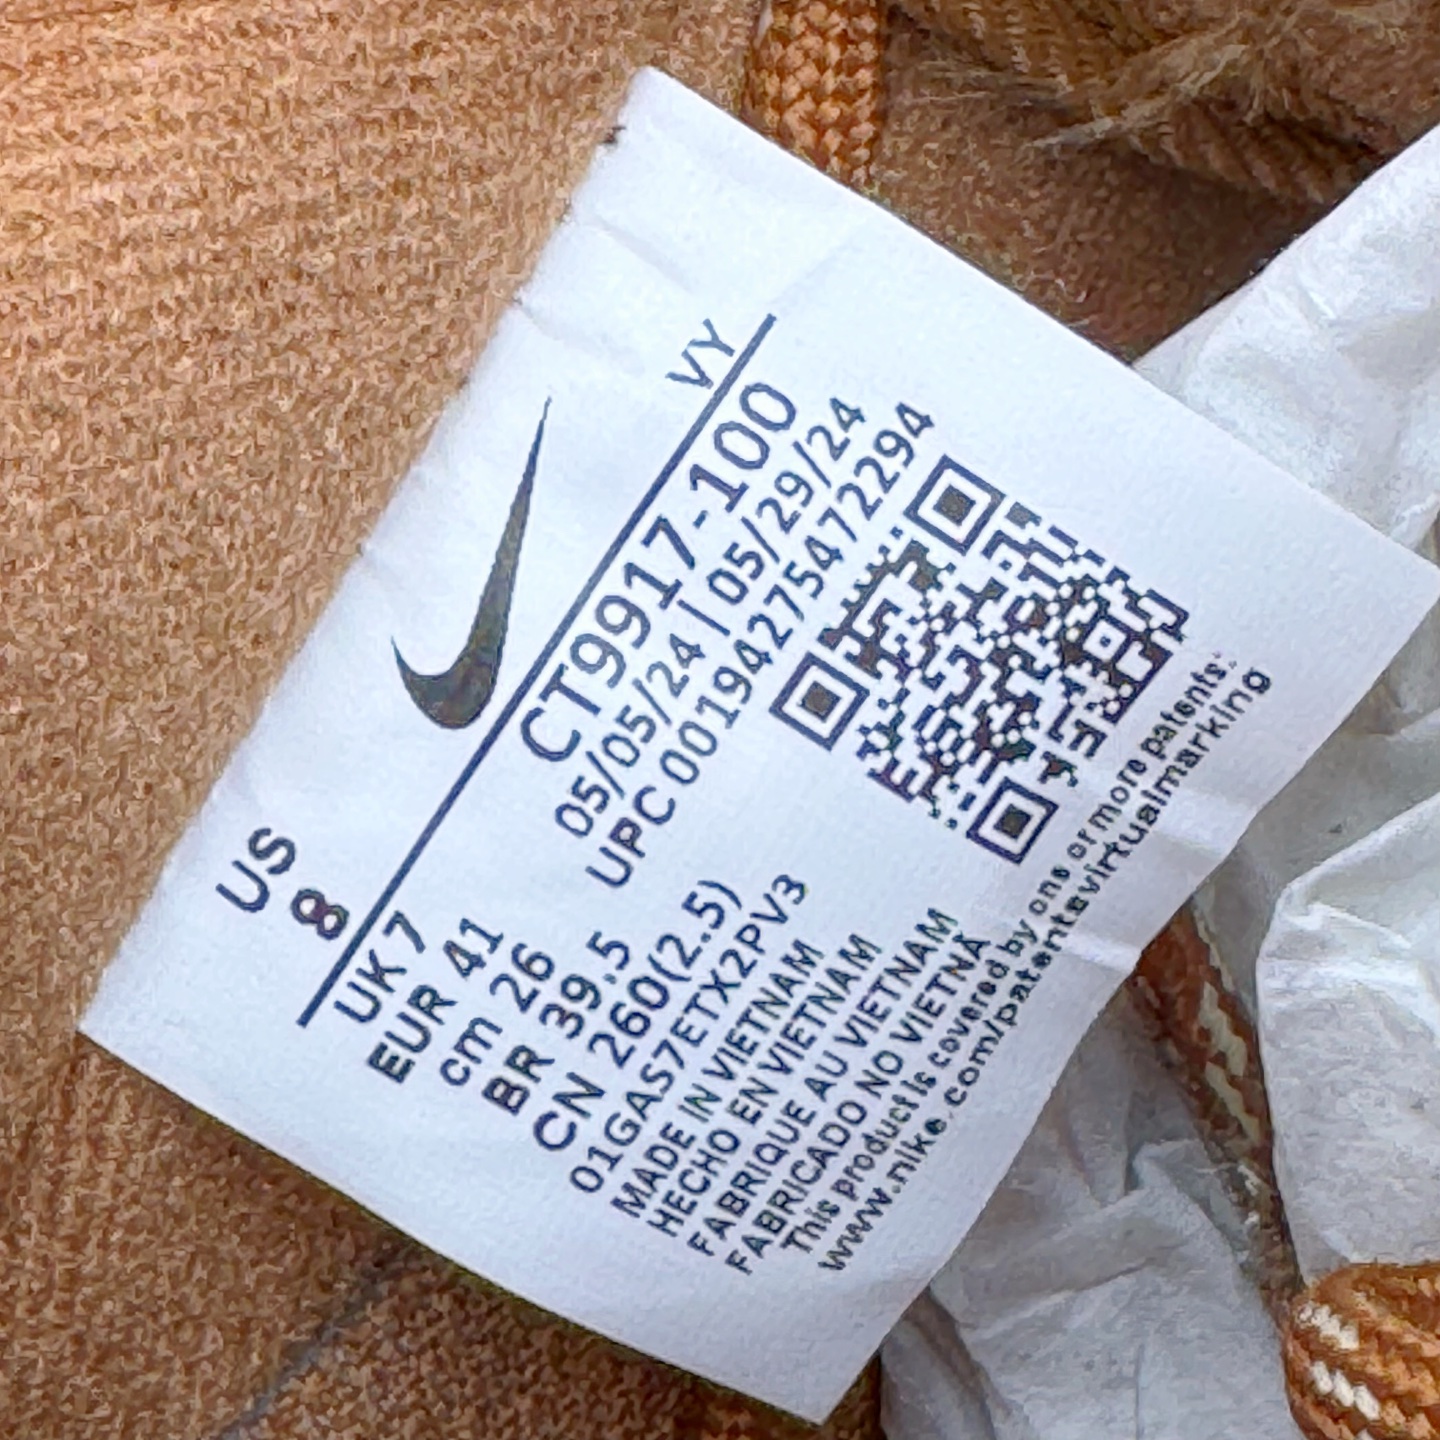 VY
US
8
CT9917-100
05/05/24 | 05/29/24
UPC 00194275472294
UK 7
EUR 41
cm 26
BR 39.5
CN 260(2.5)
01GAS7ETX2PV3
MADE IN VIETNAM
HECHO EN VIETNAM
FABRIQUE AU VIETNAM
FABRICADO NO VIETNÃ
This product is covered by one or more patents:
www.nike.com/patentsvirtualmarking